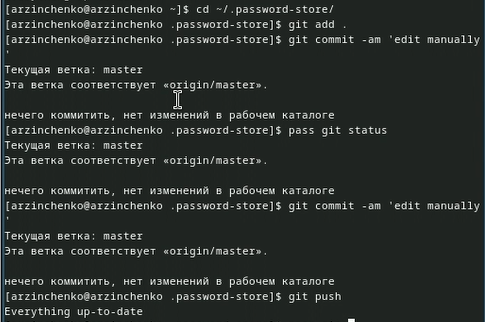 [arzinchenko@arzinchenko ~]$ cd ~/.password-store/
[arzinchenko@arzinchenko .password-store]$ git add .
[arzinchenko@arzinchenko .password-store]$ git commit -am 'edit manually
'
Текущая ветка: master
Эта ветка соответствует «origin/master».
нечего коммитить, нет изменений в рабочем каталоге
[arzinchenko@arzinchenko .password-store]$ pass git status
Текущая ветка: master
Эта ветка соответствует «origin/master».
нечего коммитить, нет изменений в рабочем каталоге
[arzinchenko@arzinchenko .password-store]$ git commit -am 'edit manually
'
Текущая ветка: master
Эта ветка соответствует «origin/master».
нечего коммитить, нет изменений в рабочем каталоге
[arzinchenko@arzinchenko .password-store]$ git push
Everything up-to-date